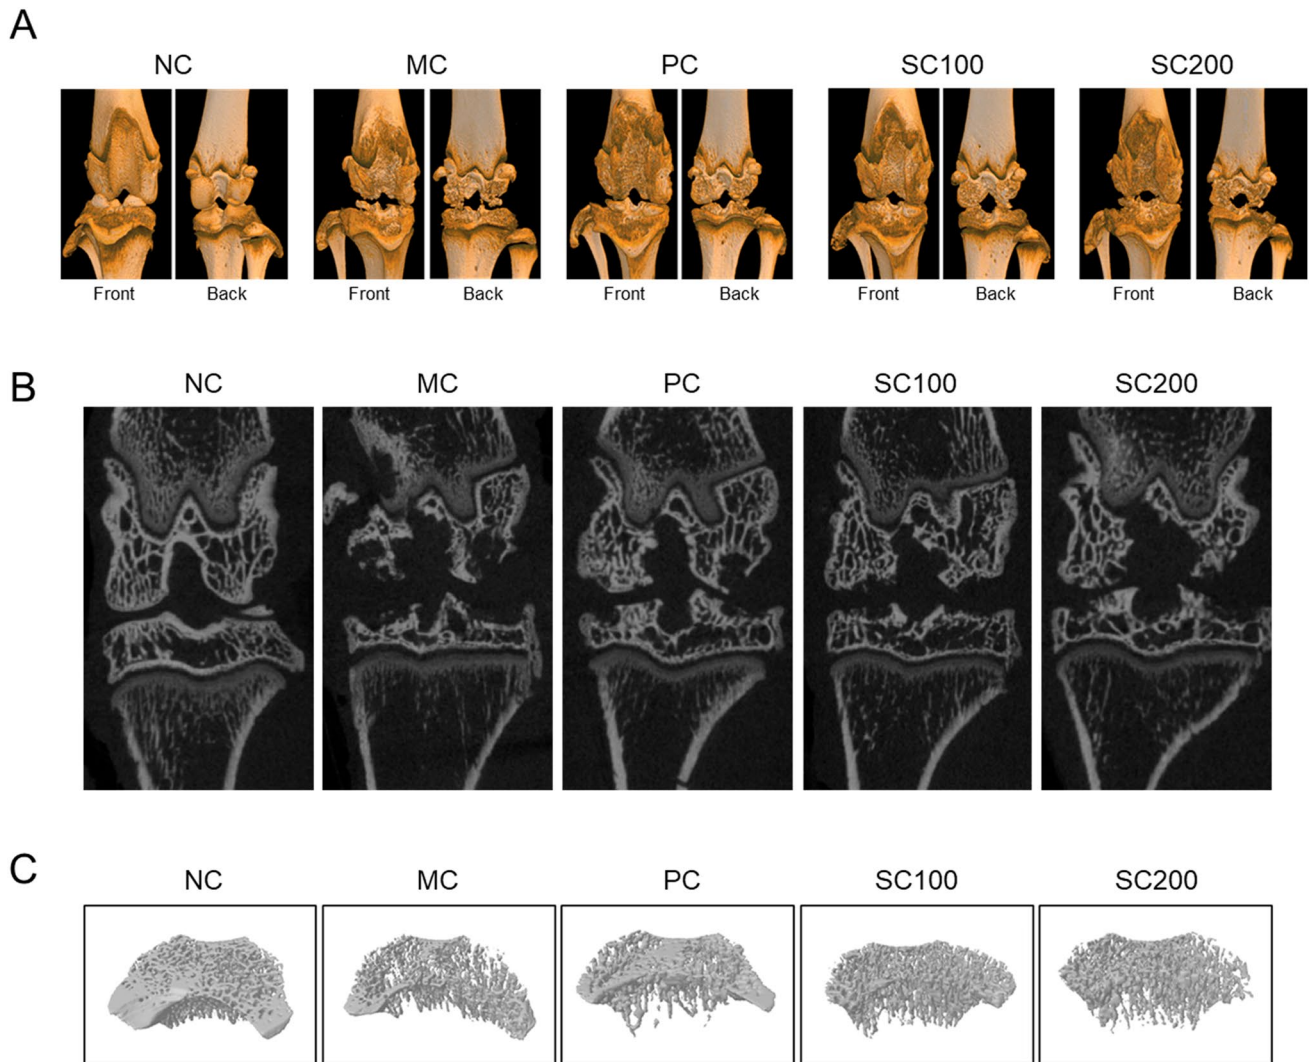 A
NC MC PC SC100 SC200
Front Back Front Back Front Back Front Back Front Back
B
NC MC PC SC100 SC200
C
NC MC PC SC100 SC200